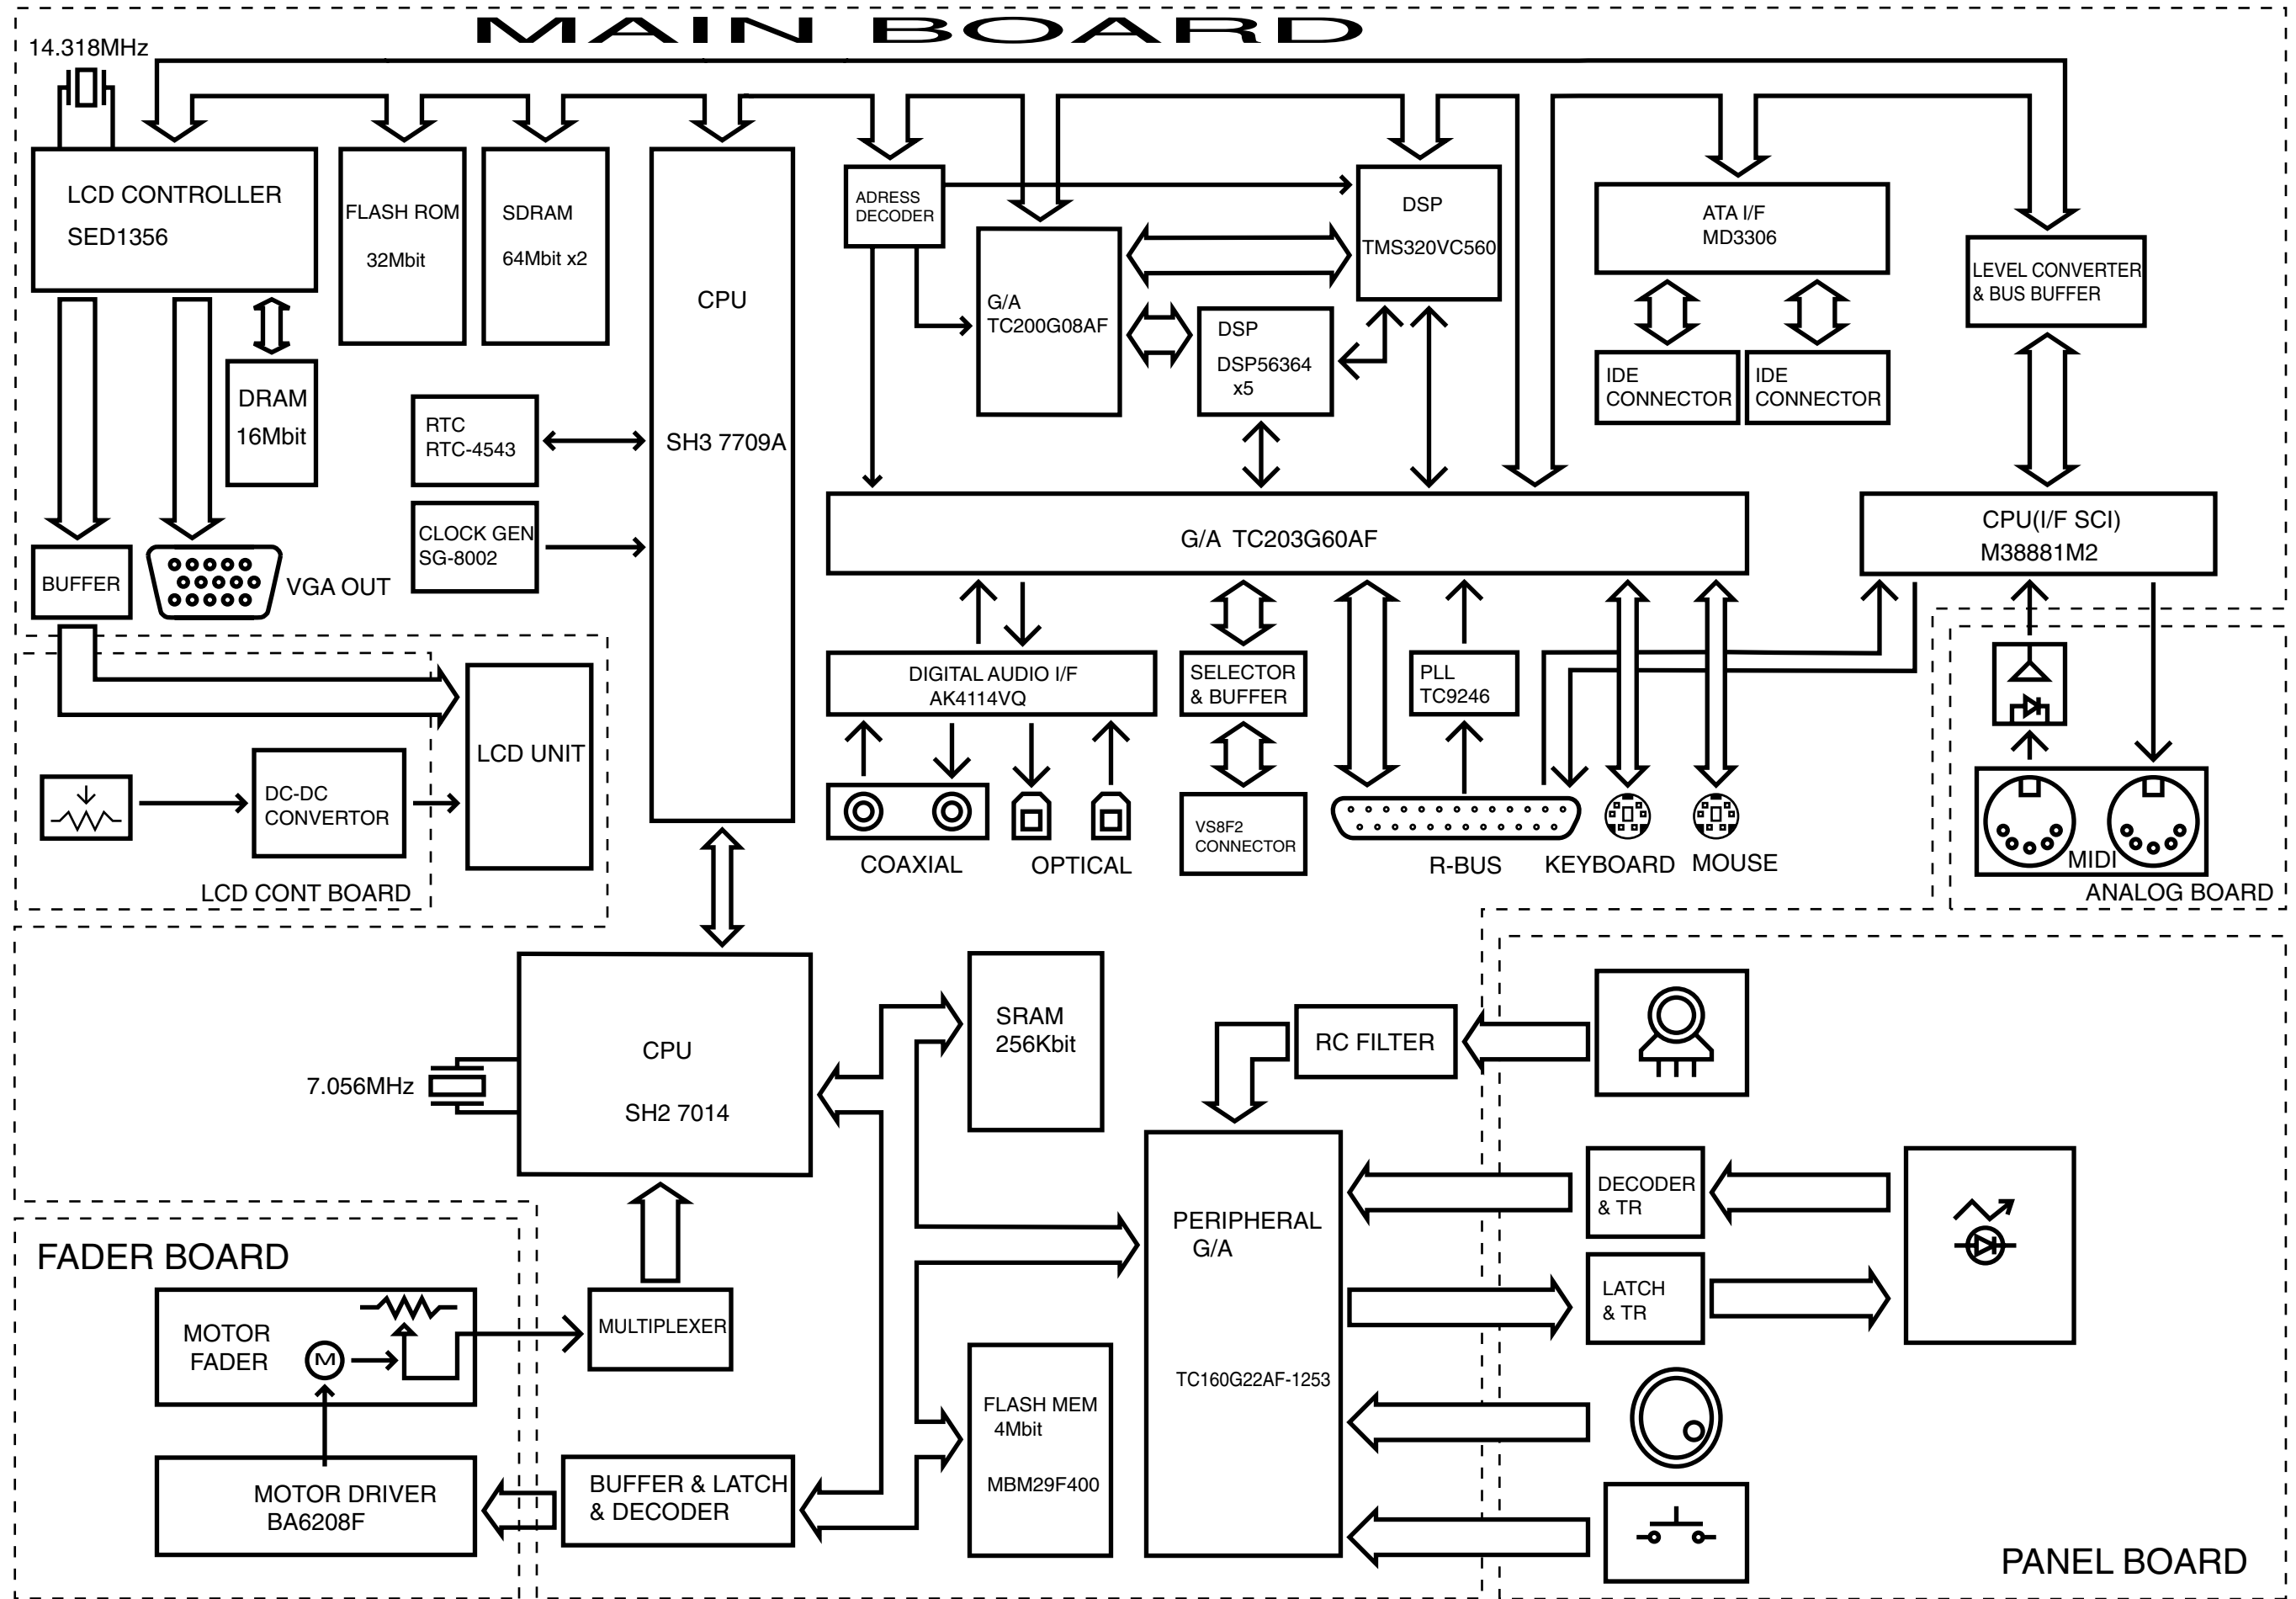 MAIN BOARD
14.318MHz
LCD CONTROLLER
SED1356
FLASH ROM
32Mbit
SDRAM
64Mbit x2
CPU
SH3 7709A
ADRESS
DECODER
G/A
TC200G08AF
DSP
TMS320VC560
DSP
DSP56364
x5
ATA I/F
MD3306
IDE
CONNECTOR
IDE
CONNECTOR
LEVEL CONVERTER
& BUS BUFFER
DRAM
16Mbit
RTC
RTC-4543
CLOCK GEN
SG-8002
BUFFER
VGA OUT
G/A TC203G60AF
CPU(I/F SCI)
M38881M2
DIGITAL AUDIO I/F
AK4114VQ
SELECTOR
& BUFFER
PLL
TC9246
LCD UNIT
DC-DC
CONVERTOR
LCD CONT BOARD
COAXIAL
OPTICAL
VS8F2
CONNECTOR
R-BUS
KEYBOARD
MOUSE
MIDI
ANALOG BOARD
CPU
SH2 7014
7.056MHz
SRAM
256Kbit
RC FILTER
PERIPHERAL
G/A
TC160G22AF-1253
DECODER
& TR
LATCH
& TR
FADER BOARD
MOTOR
FADER
M
MULTIPLEXER
FLASH MEM
4Mbit
MBM29F400
MOTOR DRIVER
BA6208F
BUFFER & LATCH
& DECODER
PANEL BOARD